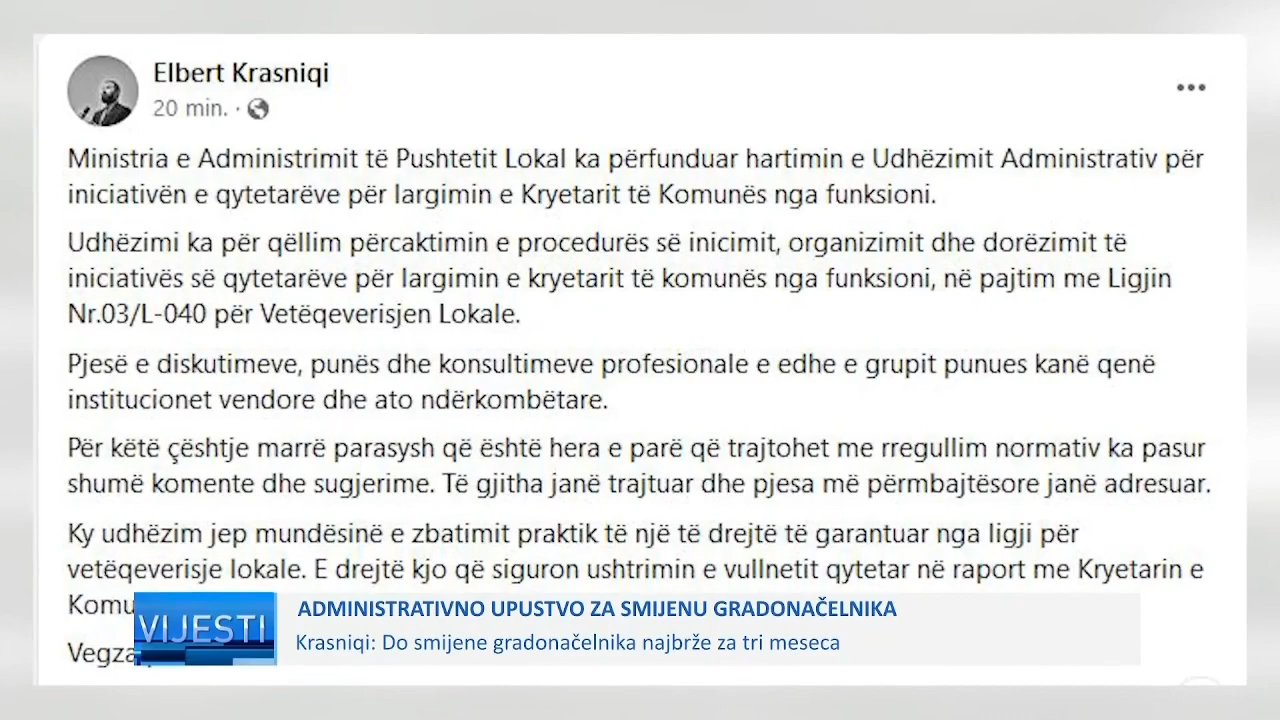 Elbert Krasniqi
20 min. ·
Ministria e Administrimit të Pushtetit Lokal ka përfunduar hartimin e Udhëzimit Administrativ për
iniciativën e qytetarëve për largimin e Kryetarit të Komunës nga funksioni.
Udhëzimi ka për qëllim përcaktimin e procedurës së inicimit, organizimit dhe dorëzimit të
iniciativës së qytetarëve për largimin e kryetarit të komunës nga funksioni, në pajtim me Ligjin
Nr.03/L-040 për Vetëqeverisjen Lokale.
Pjesë e diskutimeve, punës dhe konsultimeve profesionale e edhe e grupit punues kanë qenë
institucionet vendore dhe ato ndërkombëtare.
Për këtë çështje marrë parasysh që është hera e parë që trajtohet me rregullim normativ ka pasur
shumë komente dhe sugjerime. Të gjitha janë trajtuar dhe pjesa më përmbajtësore janë adresuar.
Ky udhëzim jep mundësinë e zbatimit praktik të një të drejtë të garantuar nga ligji për
vetëqeverisje lokale. E drejtë kjo që siguron ushtrimin e vullnetit qytetar në raport me Kryetarin e
VIJESTI
ADMINISTRATIVNO UPUSTVO ZA SMIJENU GRADONAČELNIKA
Krasniqi: Do smijene gradonačelnika najbrže za tri meseca